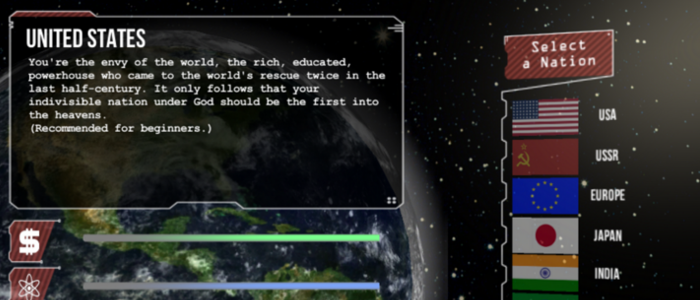 UNITED STATES
You're the envy of the world, the rich, educated,
powerhouse who came to the world's rescue twice in the
last half-century. It only follows that your
indivisible nation under God should be the first into
the heavens.
(Recommended for beginners.)
$
Select
a Nation
USA
USSR
EUROPE
JAPAN
INDIA